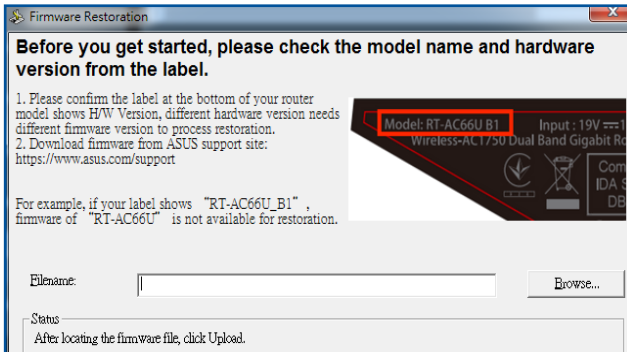 Firmware Restoration
Before you get started, please check the model name and hardware
version from the label.
1. Please confirm the label at the bottom of your router
model shows H/W Version, different hardware version needs
different firmware version to process restoration.
2. Download firmware from ASUS support site:
https://www.asus.com/support
For example, if your label shows “RT-AC66U_B1”,
firmware of “RT-AC66U” is not available for restoration.
Model: RT-AC66U B1 Input : 19V
Wireless-AC1750 Dual Band Gigabit
IDA
DB
Filename:
Browse...
Status
After locating the firmware file, click Upload.